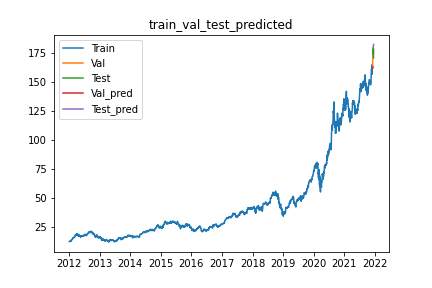 train_val_test_predicted
Train
Val
Test
Val_pred
Test_pred
175
150
125
100
75
50
25
2012 2013 2014 2015 2016 2017 2018 2019 2020 2021 2022